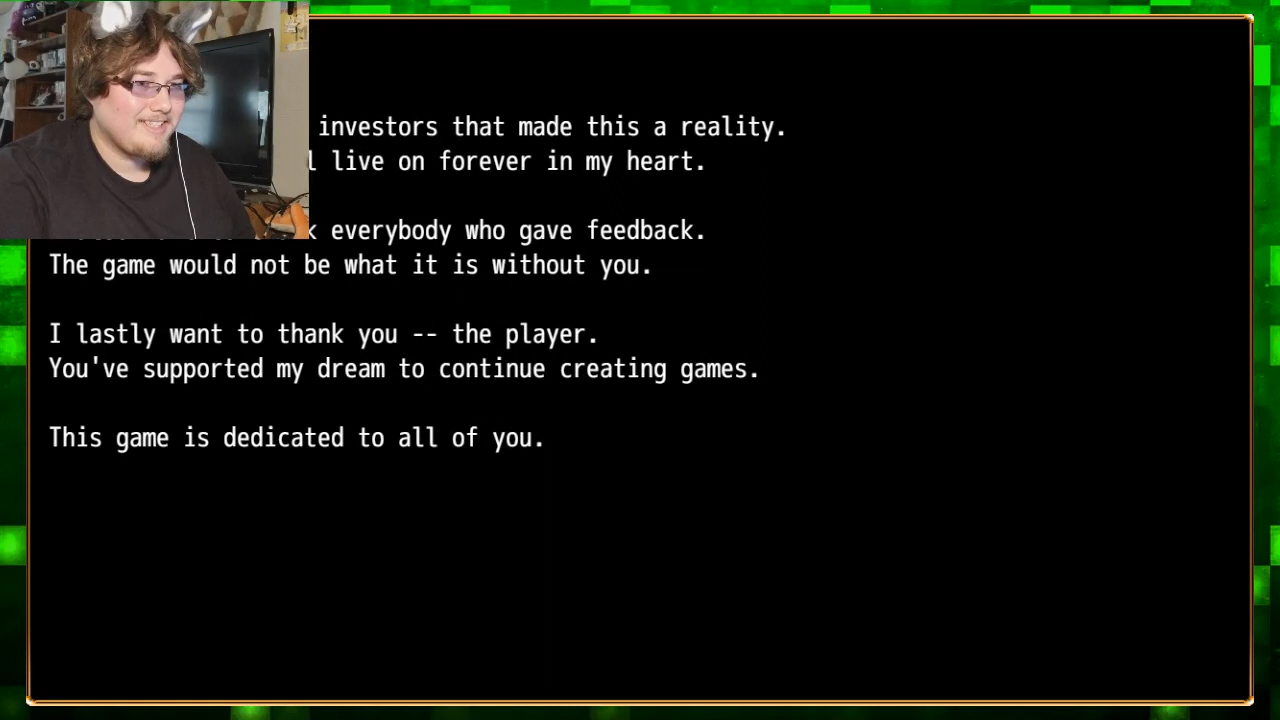 investors that made this a reality.
live on forever in my heart.
everybody who gave feedback.
The game would not be what it is without you.
I lastly want to thank you -- the player.
You've supported my dream to continue creating games.
This game is dedicated to all of you.